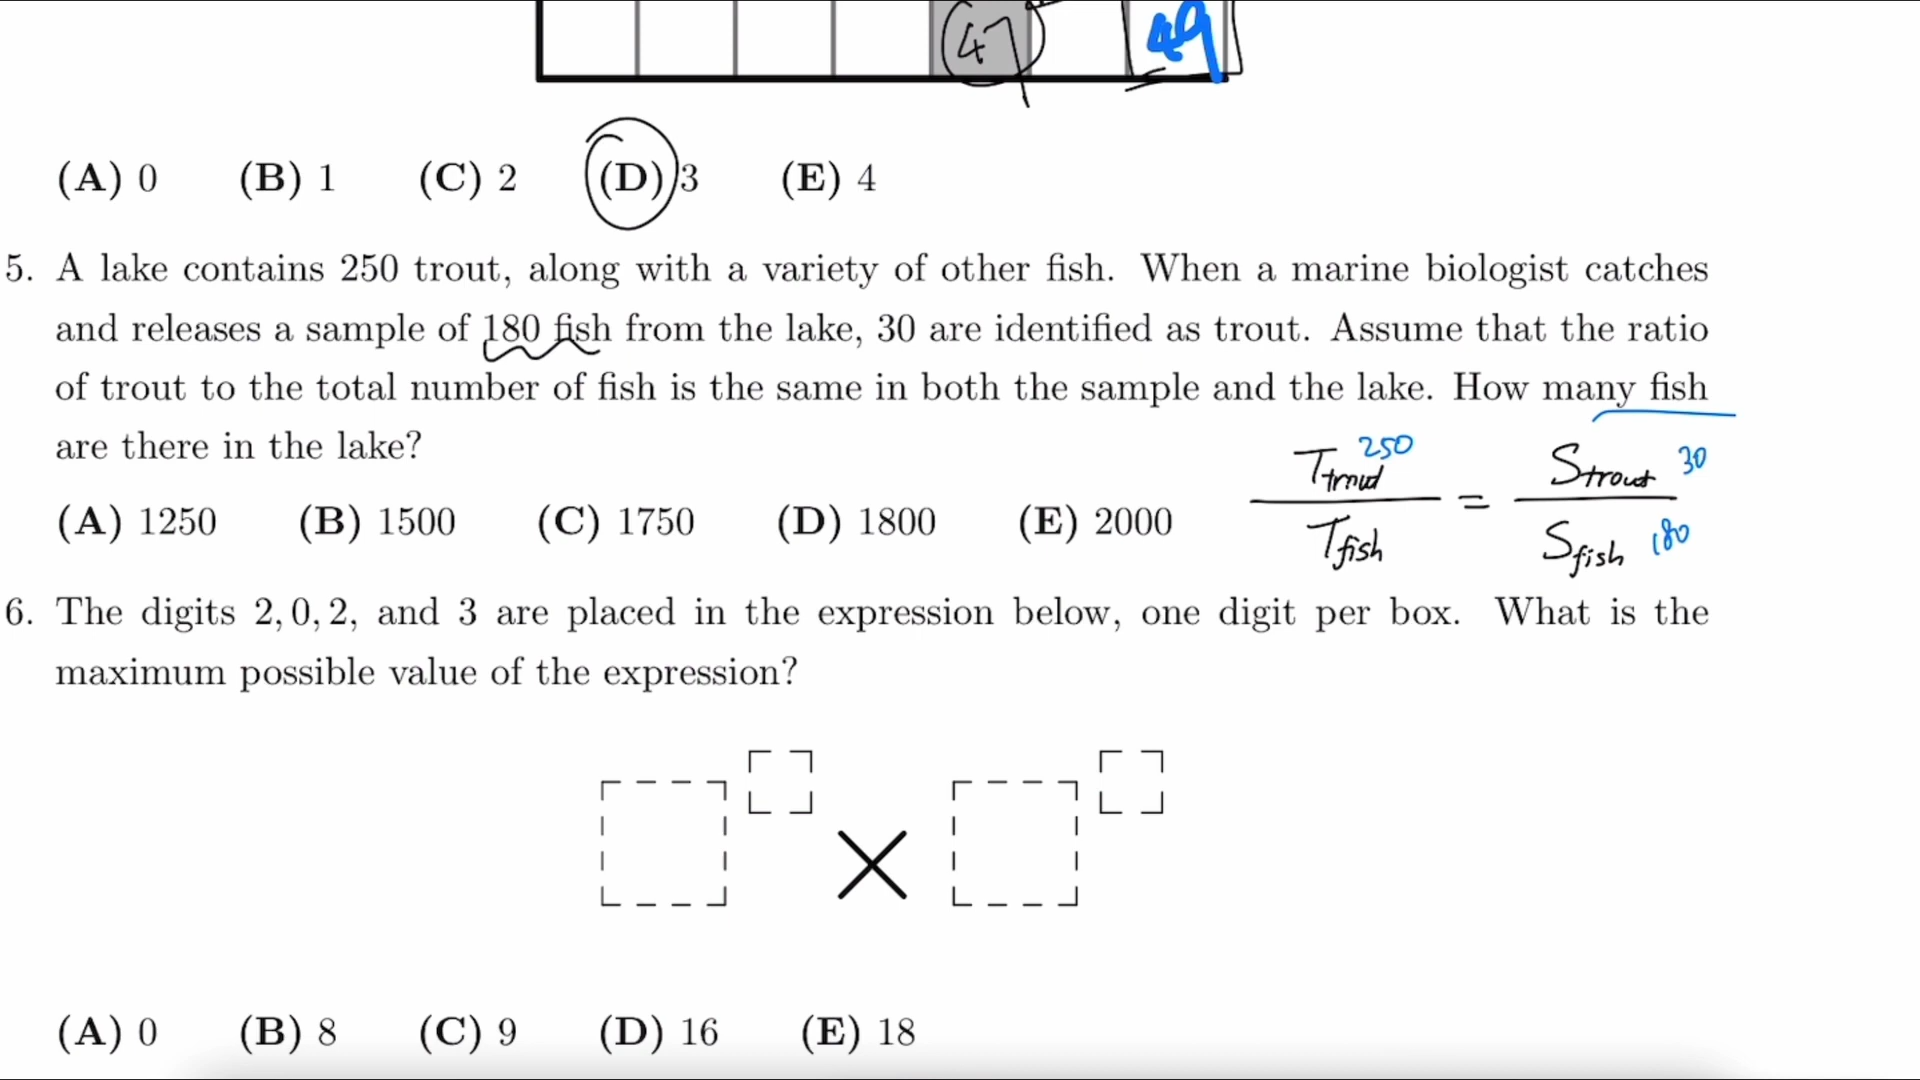 47 49
(A) 0 (B) 1 (C) 2 (D) 3 (E) 4
5. A lake contains 250 trout, along with a variety of other fish. When a marine biologist catches
and releases a sample of 180 fish from the lake, 30 are identified as trout. Assume that the ratio
of trout to the total number of fish is the same in both the sample and the lake. How many fish
are there in the lake?
T trout 250 = S trout 30
T fish S fish 180
(A) 1250 (B) 1500 (C) 1750 (D) 1800 (E) 2000
6. The digits 2, 0, 2, and 3 are placed in the expression below, one digit per box. What is the
maximum possible value of the expression?
×
(A) 0 (B) 8 (C) 9 (D) 16 (E) 18